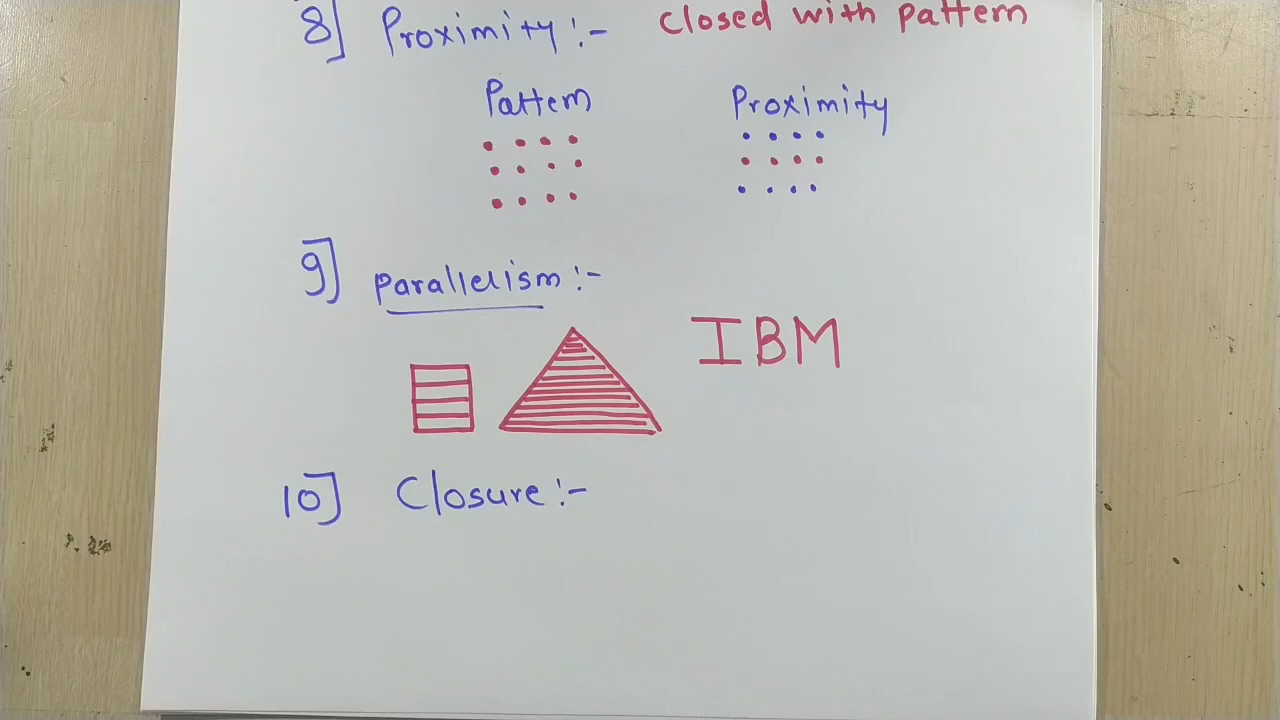 8] Proximity :- Closed with pattern
Pattern Proximity
9] Parallelism :-
IBM
10] Closure :-